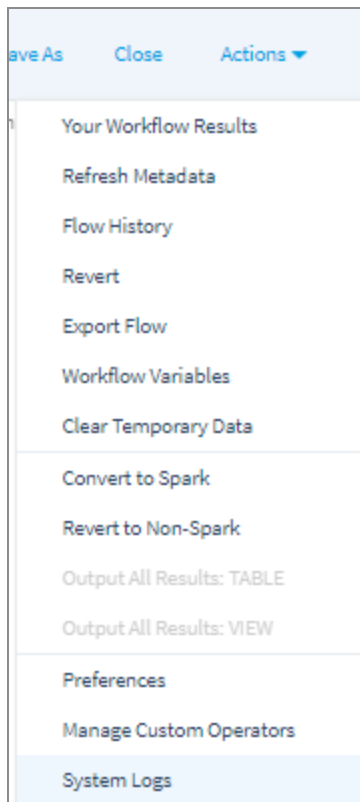 ave As Close Actions
Your Workflow Results
Refresh Metadata
Flow History
Revert
Export Flow
Workflow Variables
Clear Temporary Data
Convert to Spark
Revert to Non-Spark
Output All Results: TABLE
Output All Results: VIEW
Preferences
Manage Custom Operators
System Logs